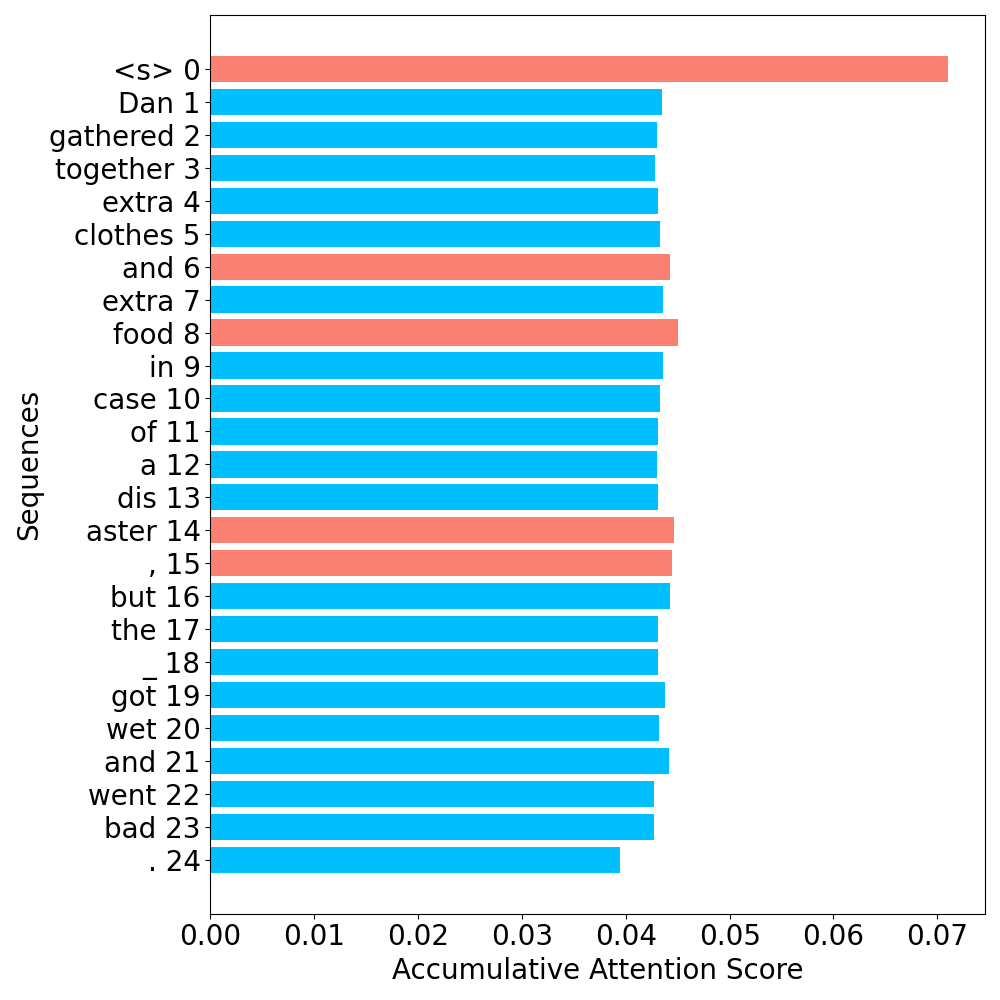 <s> 0
Dan 1
gathered 2
together 3
extra 4
clothes 5
and 6
extra 7
food 8
in 9
case 10
of 11
a 12
dis 13
aster 14
, 15
but 16
the 17
_ 18
got 19
wet 20
and 21
went 22
bad 23
. 24
Sequences
0.00 0.01 0.02 0.03 0.04 0.05 0.06 0.07
Accumulative Attention Score